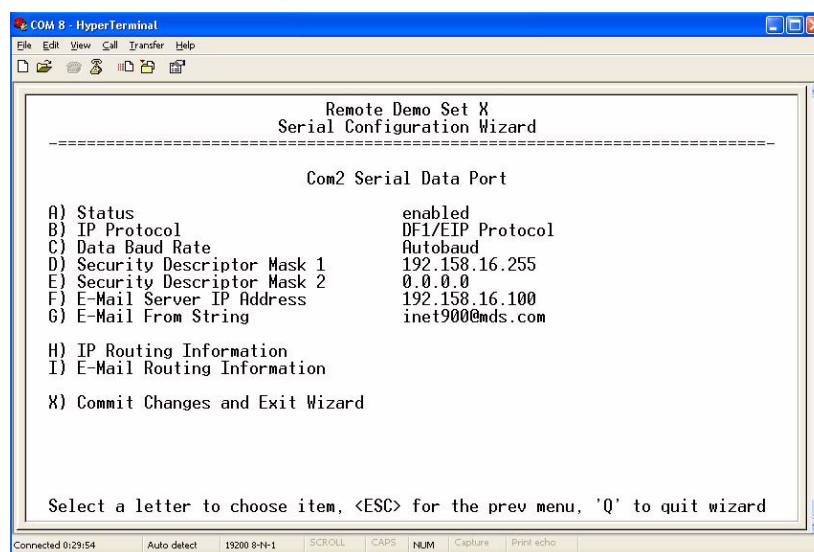 COM 8 - HyperTerminal
File Edit View Call Transfer Help
Remote Demo Set X
Serial Configuration Wizard
-==========================================================================-
Com2 Serial Data Port
A) Status enabled
B) IP Protocol DF1/EIP Protocol
C) Data Baud Rate Autobaud
D) Security Descriptor Mask 1 192.158.16.255
E) Security Descriptor Mask 2 0.0.0.0
F) E-Mail Server IP Address 192.158.16.100
G) E-Mail From String inet900@mds.com
H) IP Routing Information
I) E-Mail Routing Information
X) Commit Changes and Exit Wizard
Select a letter to choose item, <ESC> for the prev menu, 'Q' to quit wizard
Connected 0:29:54 Auto detect 19200 8-N-1 SCROLL CAPS NUM Capture Print echo